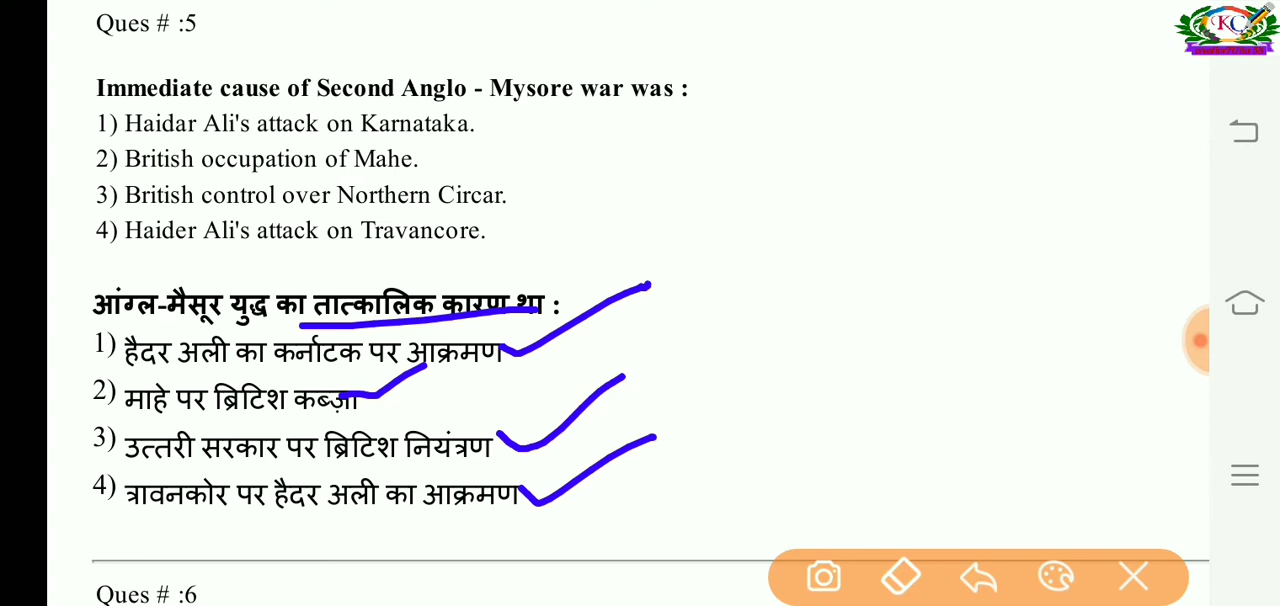 Ques # :5
KC
Immediate cause of Second Anglo - Mysore war was :
1) Haidar Ali's attack on Karnataka.
2) British occupation of Mahe.
3) British control over Northern Circar.
4) Haider Ali's attack on Travancore.
आंग्ल-मैसूर युद्ध का तात्कालिक कारण था :
1) हैदर अली का कर्नाटक पर आक्रमण
2) माहे पर ब्रिटिश कब्ज़ा
3) उत्तरी सरकार पर ब्रिटिश नियंत्रण
4) त्रावनकोर पर हैदर अली का आक्रमण
Ques # :6